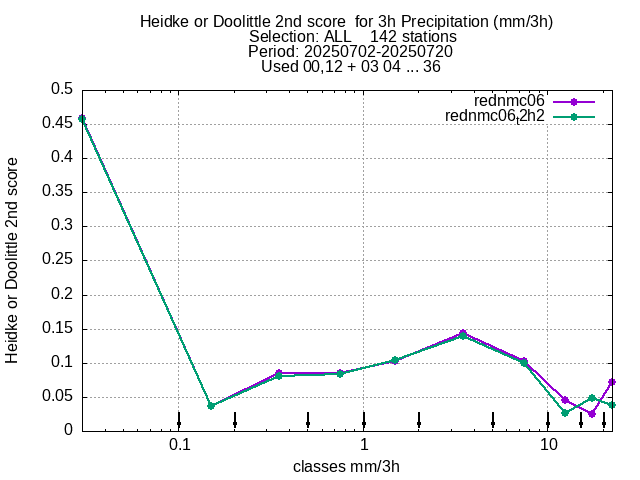 Heidke or Doolittle 2nd score  for 3h Precipitation (mm/3h)
Selection: ALL    142 stations
Period: 20250702-20250720
Used 00,12 + 03 04 ... 36
rednmc06
rednmc06,2h2
0.5
0.45
0.4
0.35
0.3
0.25
0.2
0.15
0.1
0.05
0
Heidke or Doolittle 2nd score
0.1
1
10
classes mm/3h